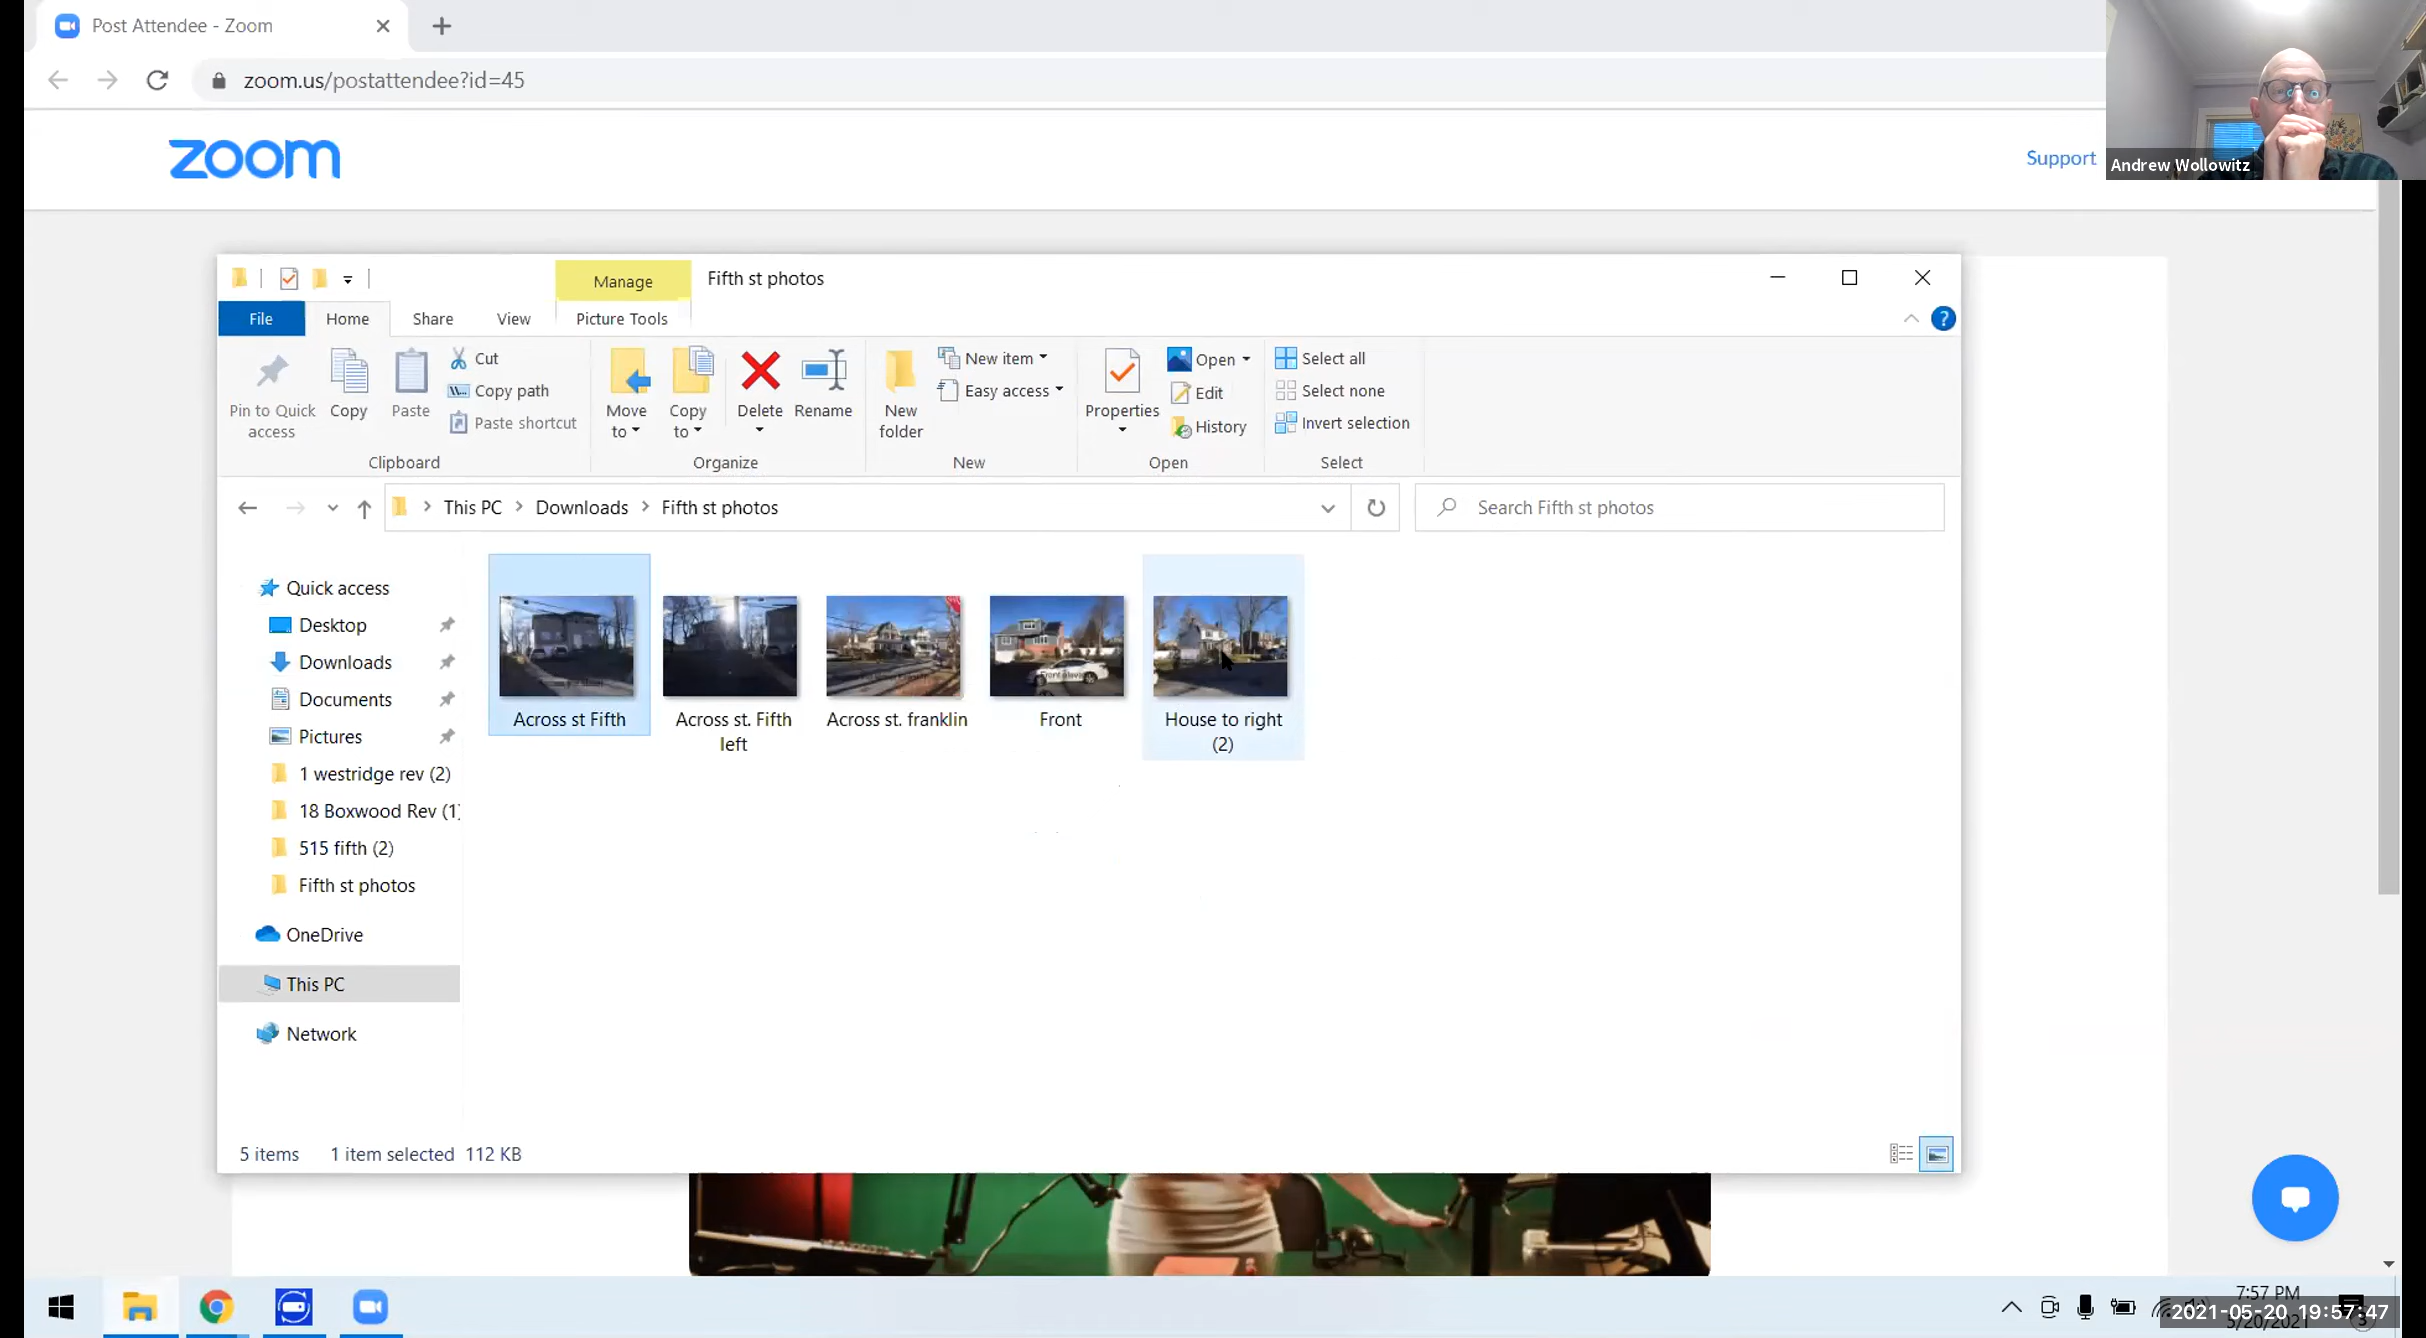 Post Attendee - Zoom
zoom.us/postattendee?id=45
zoom
Support
Andrew Wollowitz
Manage
Fifth st photos
File
Home
Share
View
Picture Tools
Pin to Quick access
Copy
Paste
Cut
Copy path
Paste shortcut
Clipboard
Move to
Copy to
Delete
Rename
Organize
New folder
New item
Easy access
New
Properties
Open
Edit
History
Open
Select all
Select none
Invert selection
Select
This PC
Downloads
Fifth st photos
Search Fifth st photos
Quick access
Desktop
Downloads
Documents
Pictures
1 westridge rev (2)
18 Boxwood Rev (1)
515 fifth (2)
Fifth st photos
OneDrive
This PC
Network
Across st Fifth
Across st. Fifth left
Across st. franklin
Front
House to right (2)
5 items
1 item selected 112 KB
7:57 PM
2021-05-20 19:57:47